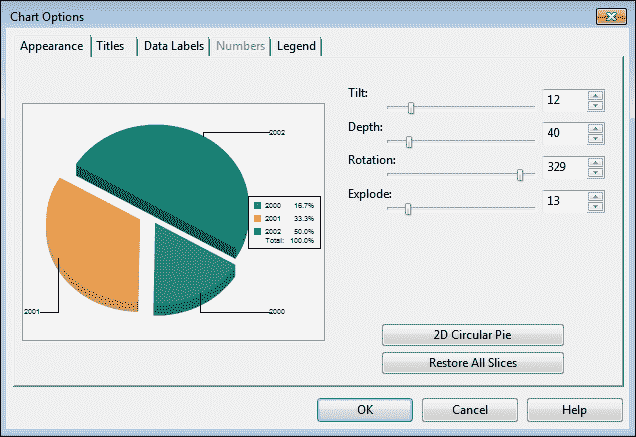 Chart Options
Appearance Titles Data Labels Numbers Legend
Tilt: 12
Depth: 40
Rotation: 329
Explode: 13
2002
2000 16.7%
2001 33.3%
2002 50.0%
Total: 100.0%
2001
2000
2D Circular Pie
Restore All Slices
OK Cancel Help